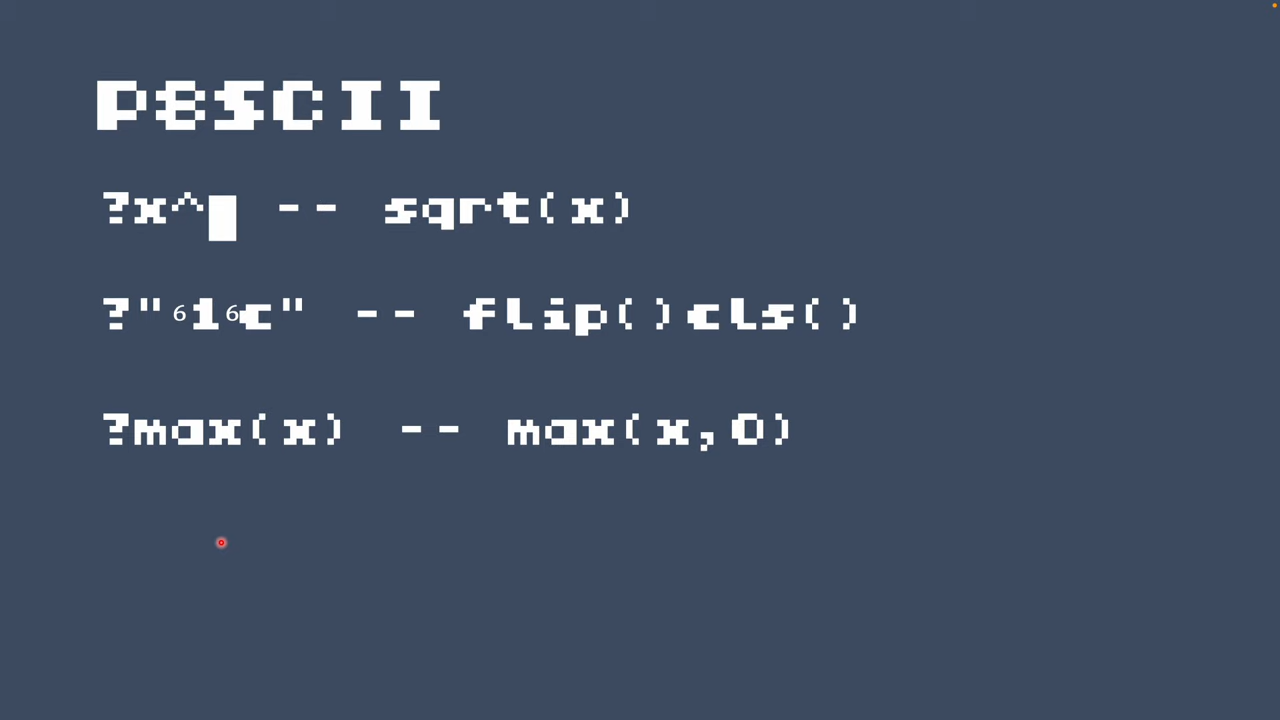 P8SCII
?x^█ -- sqrt(x)
?"⁶1⁶c" -- flip()cls()
?max(x) -- max(x,0)